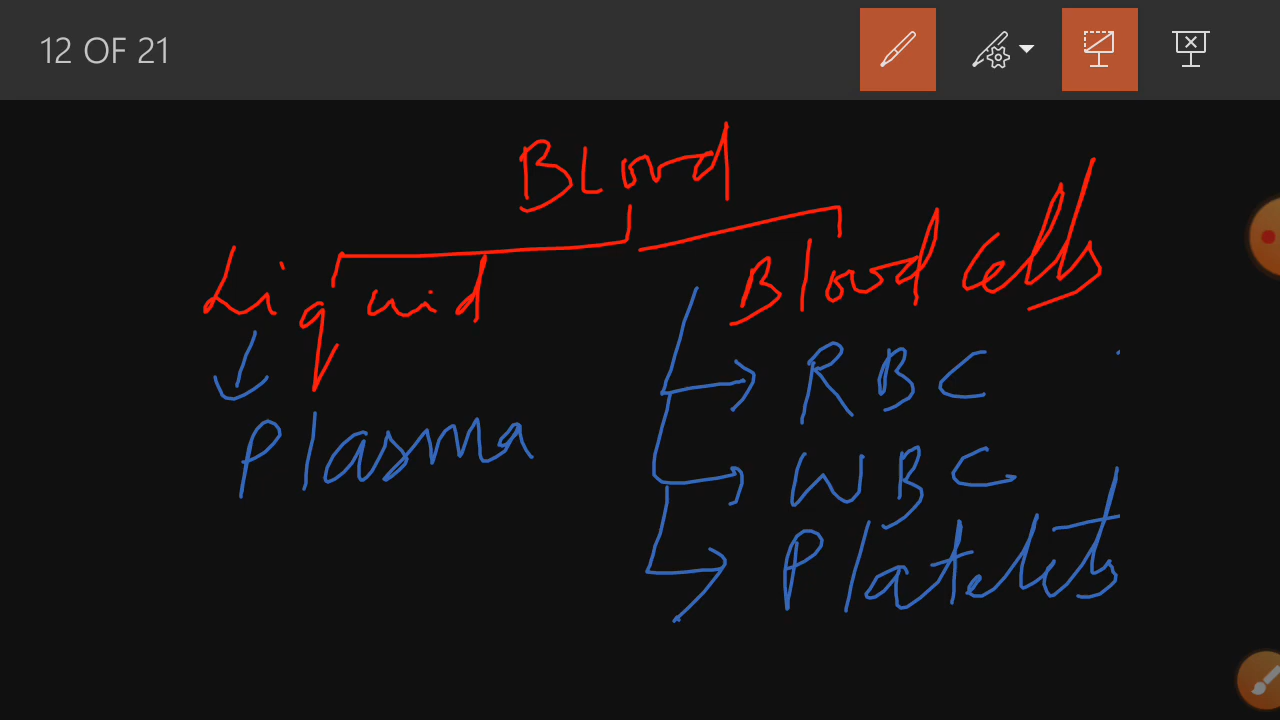 12 OF 21
Blood
Liquid
Blood cells
Plasma
RBC
WBC
Platelets